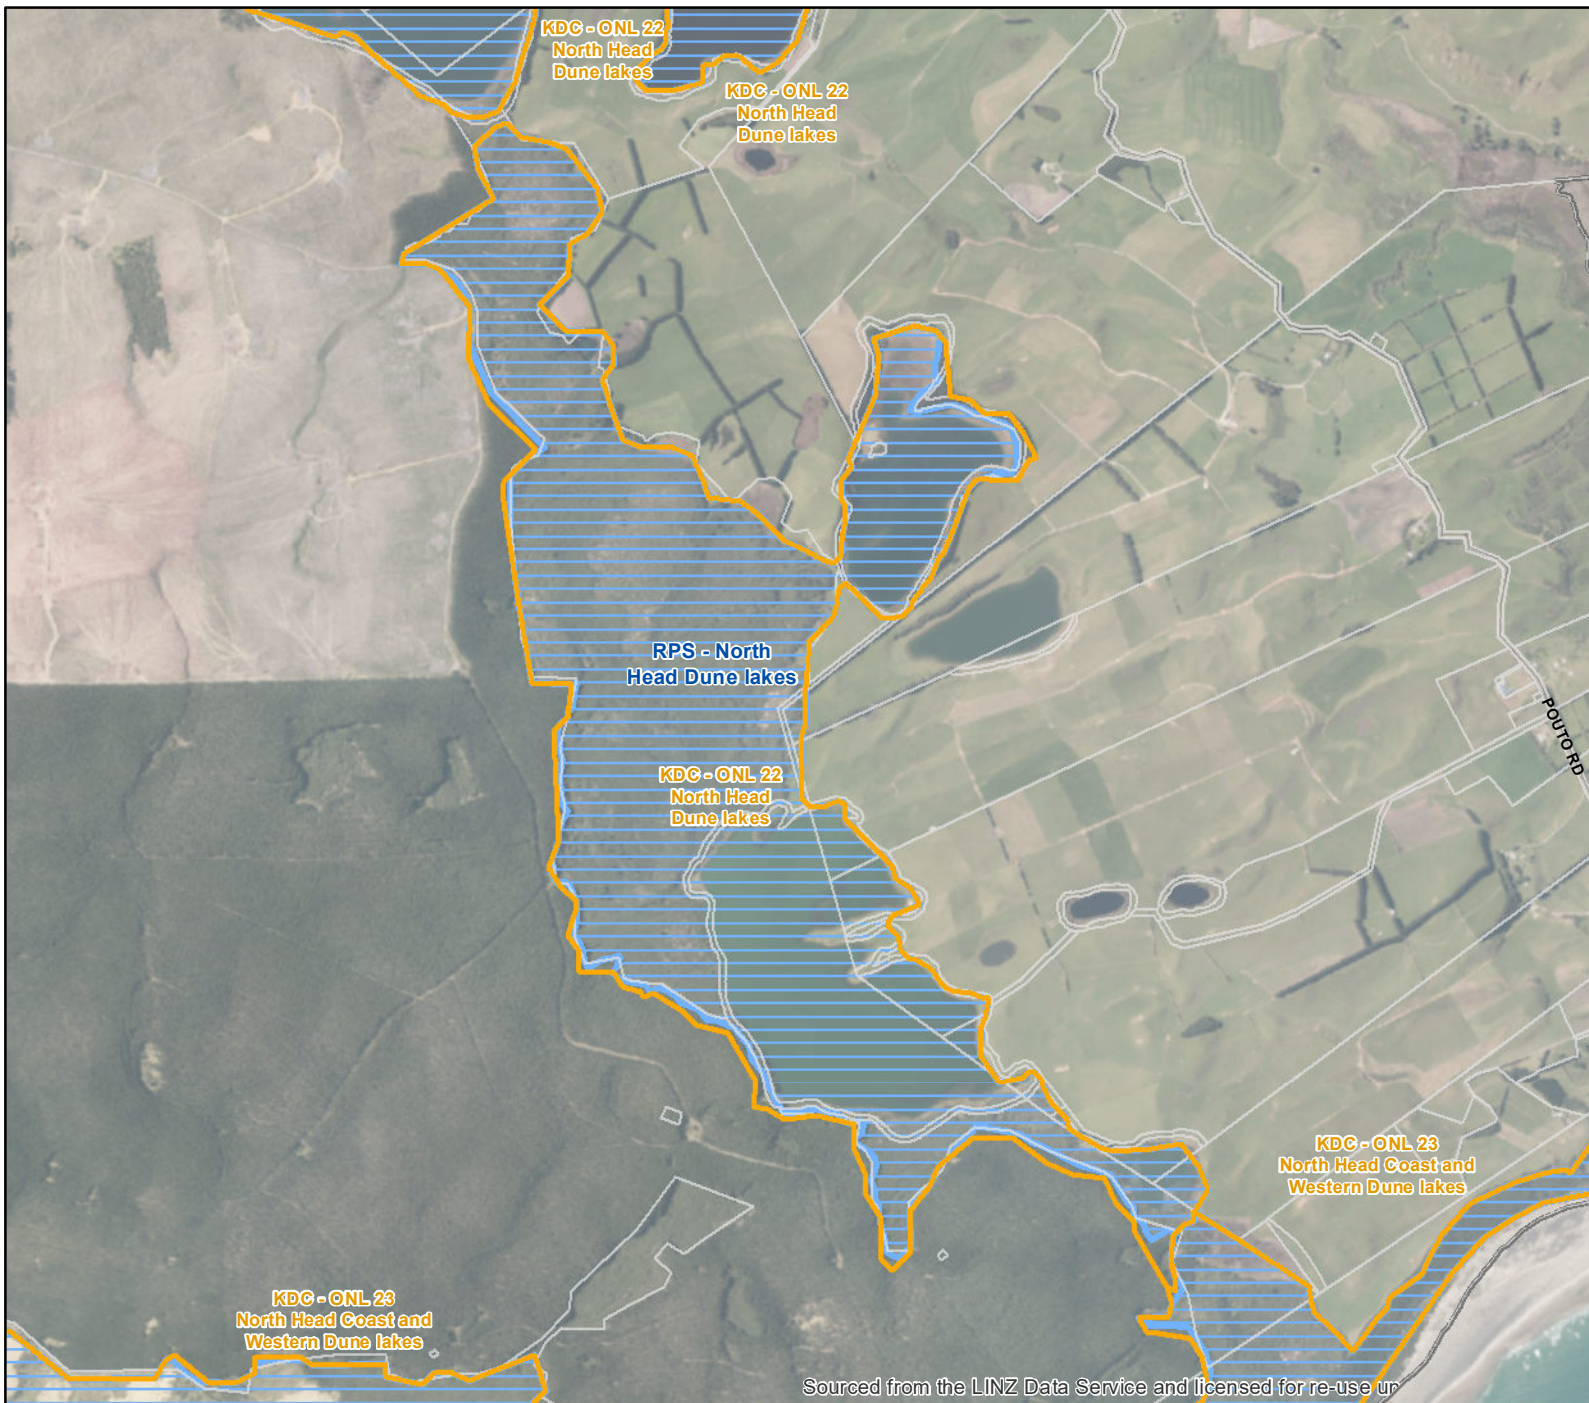 KDC - ONL 22
North Head
Dune lakes
KDC - ONL 22
North Head
Dune lakes
RPS - North
Head Dune lakes
POUTO RD
KDC - ONL 22
North Head
Dune lakes
KDC - ONL 23
North Head Coast and
Western Dune lakes
KDC - ONL 23
North Head Coast and
Western Dune lakes
Sourced from the LINZ Data Service and licensed for re-use